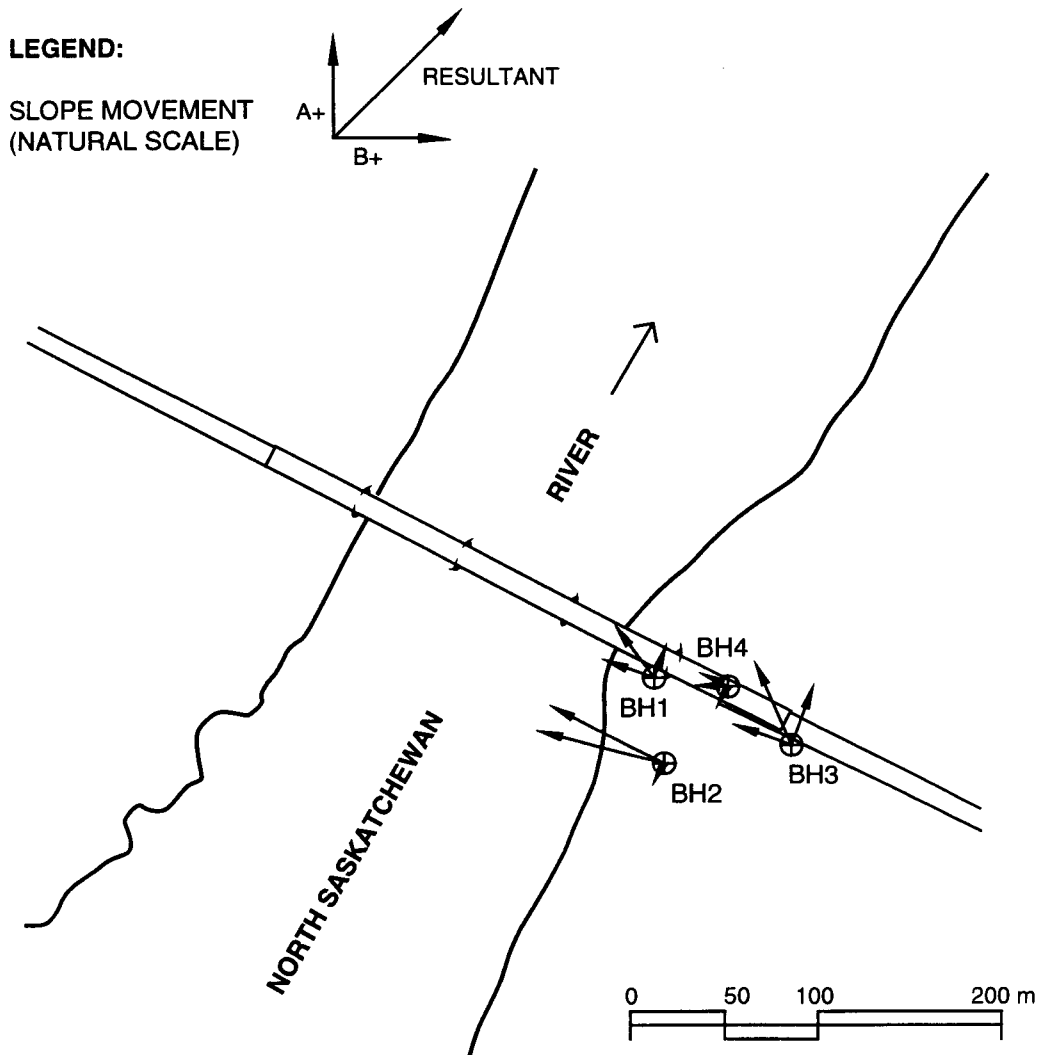 LEGEND:
SLOPE MOVEMENT
(NATURAL SCALE)
A+
B+
RESULTANT
RIVER
BH4
BH1
BH3
BH2
NORTH SASKATCHEWAN
0 50 100 200 m